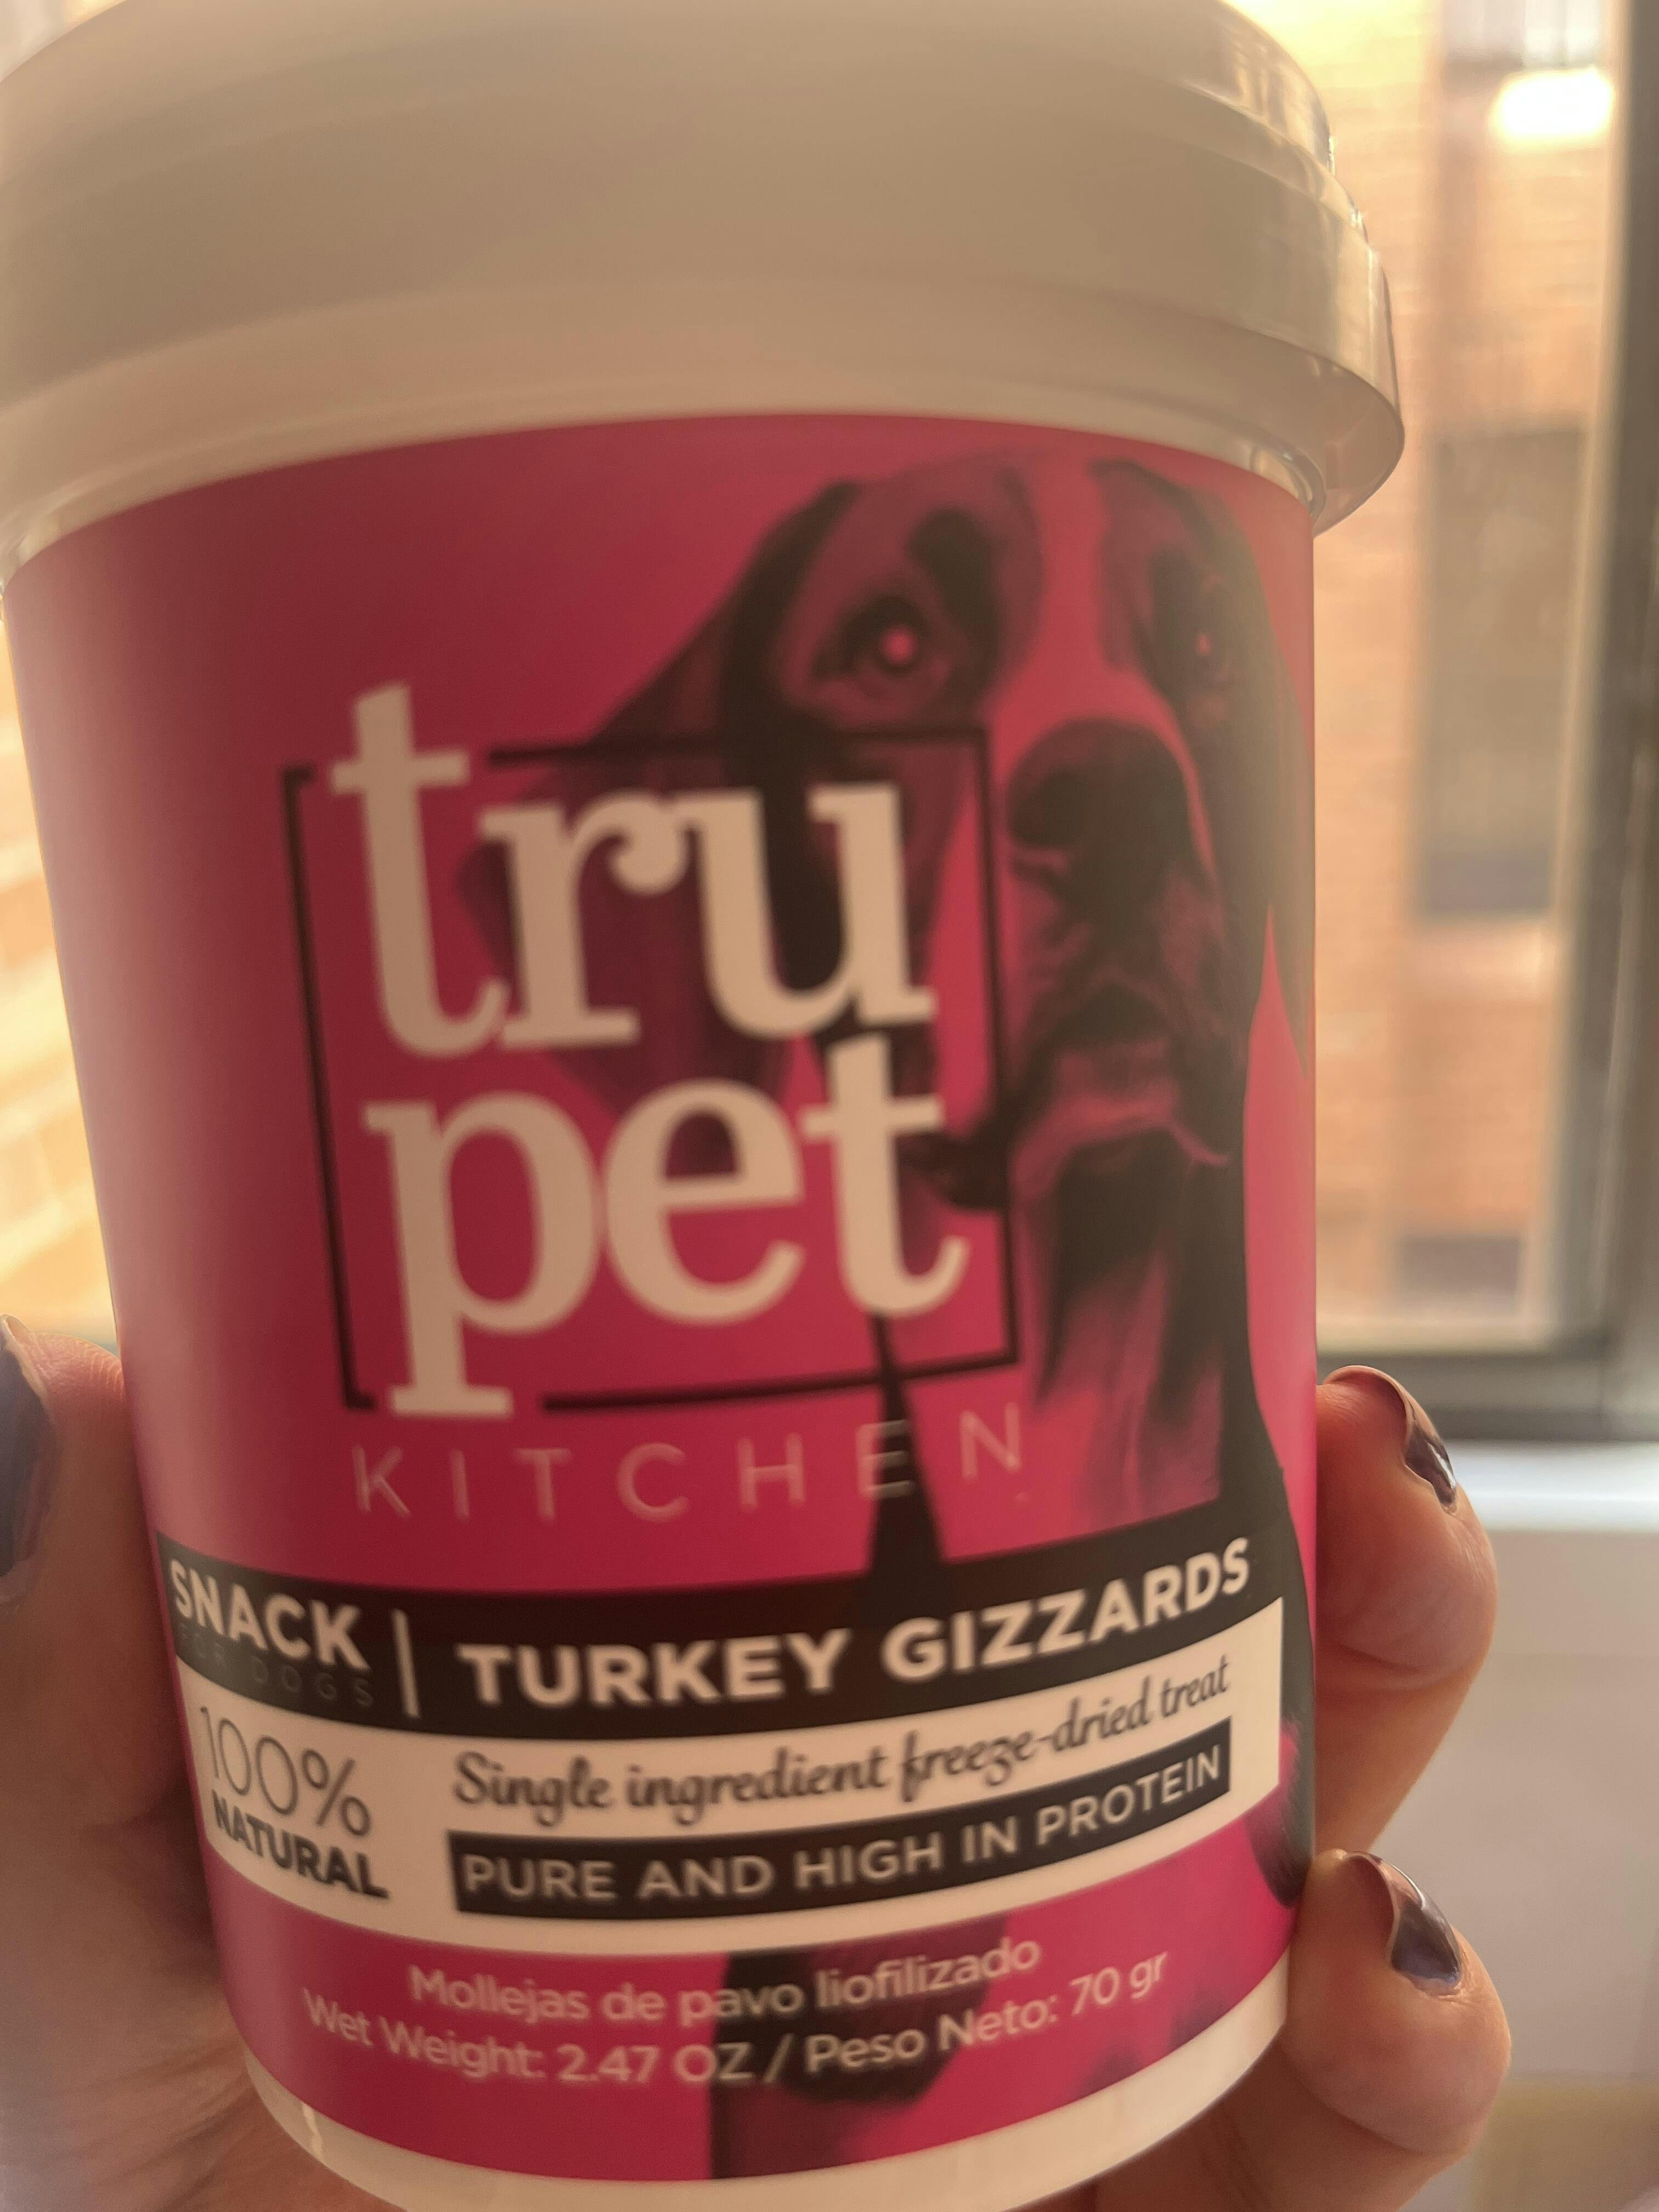 tru
pet
KITCHEN
SNACK | TURKEY GIZZARDS
FOR DOGS
100%
NATURAL
Single ingredient freeze-dried treat
PURE AND HIGH IN PROTEIN
Mollejas de pavo liofilizado
Wet Weight: 2.47 OZ / Peso Neto: 70 gr